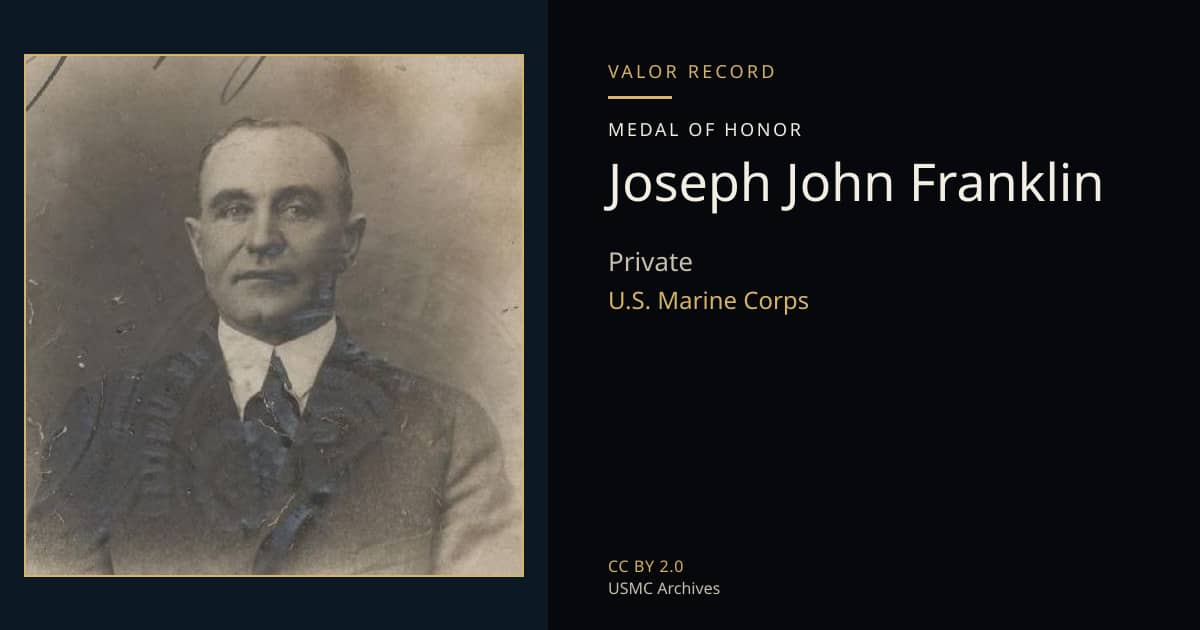 VALOR RECORD
MEDAL OF HONOR
Joseph John Franklin
Private
U.S. Marine Corps
CC BY 2.0
USMC Archives